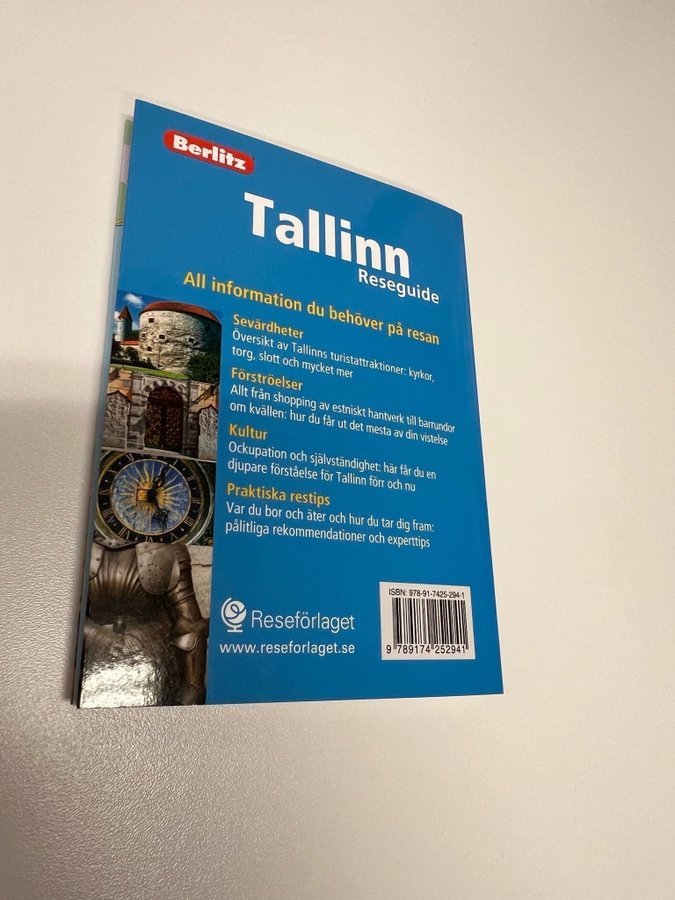 Berlitz
Tallinn
Reseguide
All information du behöver på resan
Sevärdheter
Översikt av Tallinns turistattraktioner: kyrkor,
torg, slott och mycket mer
Förströelser
Allt från shopping av estniskt hantverk till barrundor
om kvällen: hur du får ut det mesta av din vistelse
Kultur
Ockupation och självständighet: här får du en
djupare förståelse för Tallinn förr och nu
Praktiska restips
Var du bor och äter och hur du tar dig fram:
pålitliga rekommendationer och experttips
Reseförlaget
www.reseforlaget.se
ISBN: 978-91-7425-294-1
9 789174 252941